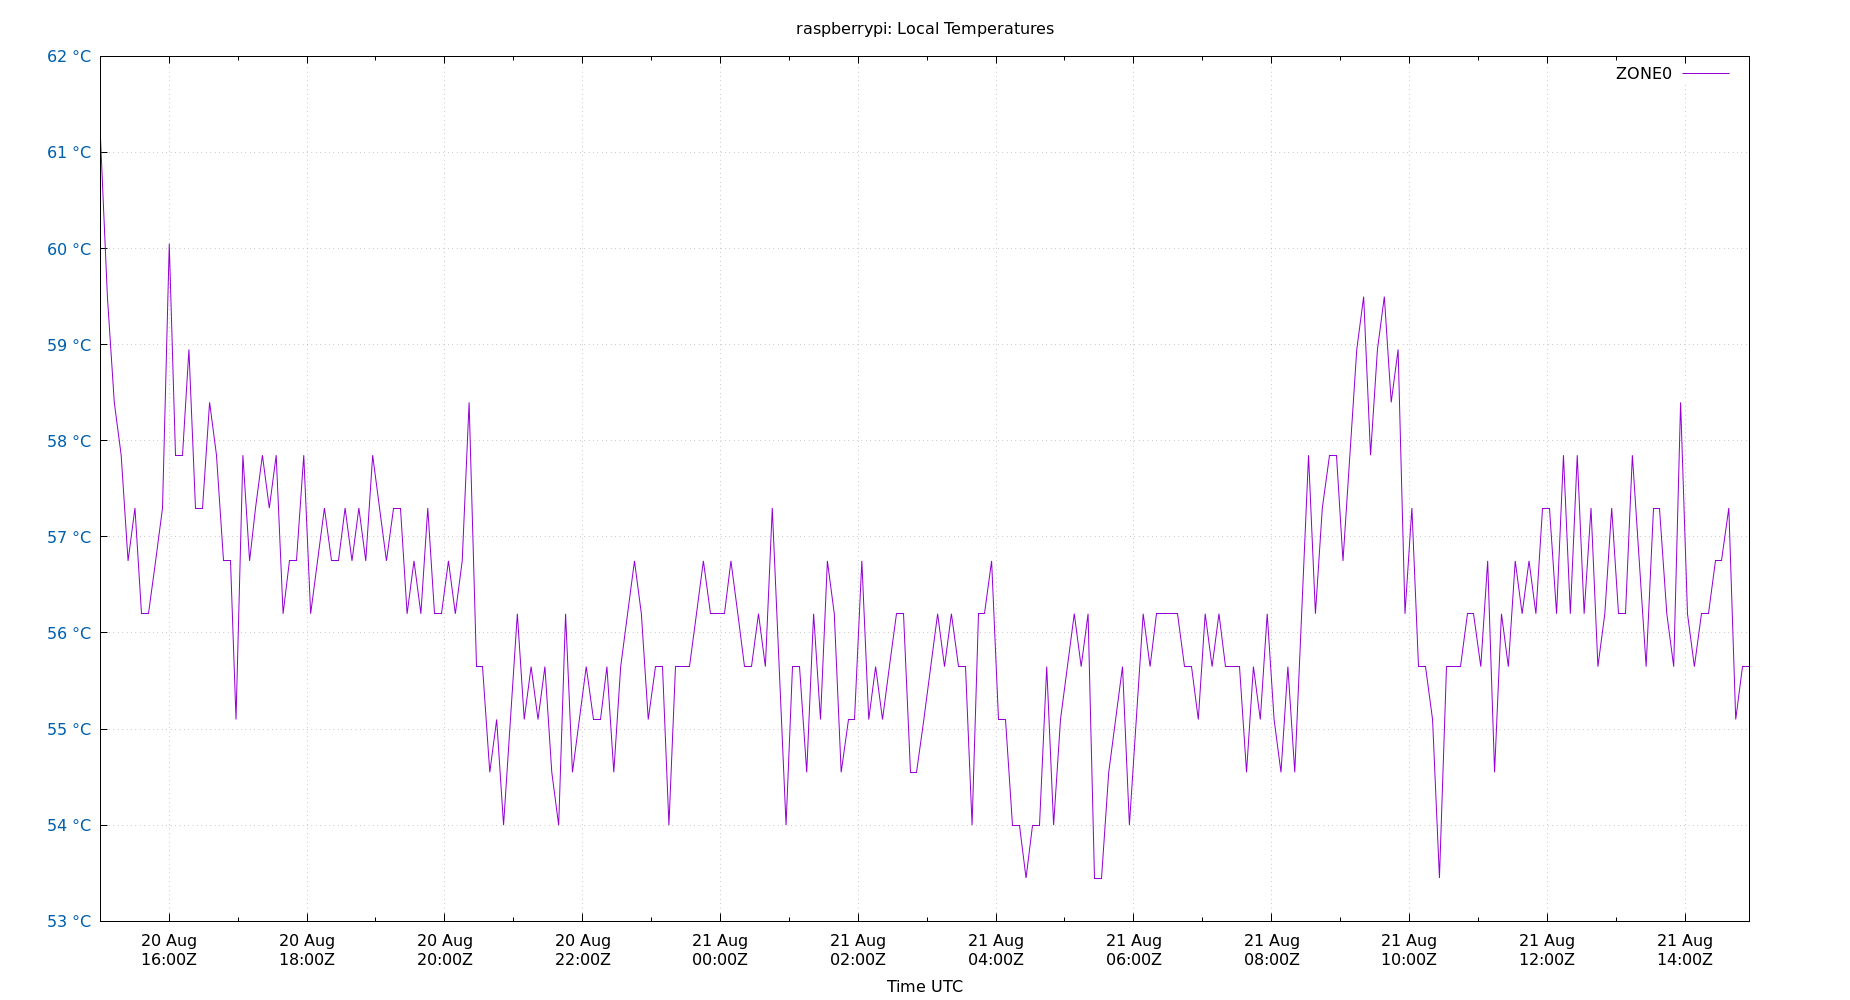 raspberrypi: Local Temperatures
62 °C
ZONE0
61 °C
60 °C
59 °C
58 °C
57 °C
56 °C
55 °C
54 °C
53 °C
20 Aug 20 Aug 20 Aug 20 Aug 21 Aug 21 Aug 21 Aug 21 Aug 21 Aug 21 Aug 21 Aug 21 Aug
16:00Z 18:00Z 20:00Z 22:00Z 00:00Z 02:00Z 04:00Z 06:00Z 08:00Z 10:00Z 12:00Z 14:00Z
Time UTC